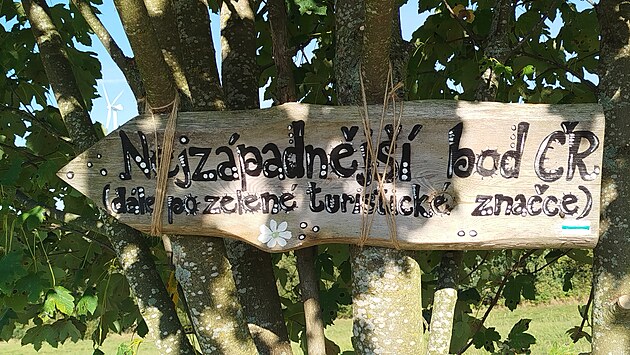 Nejzápadnější bod ČR
(dále po zelené turistické značce)